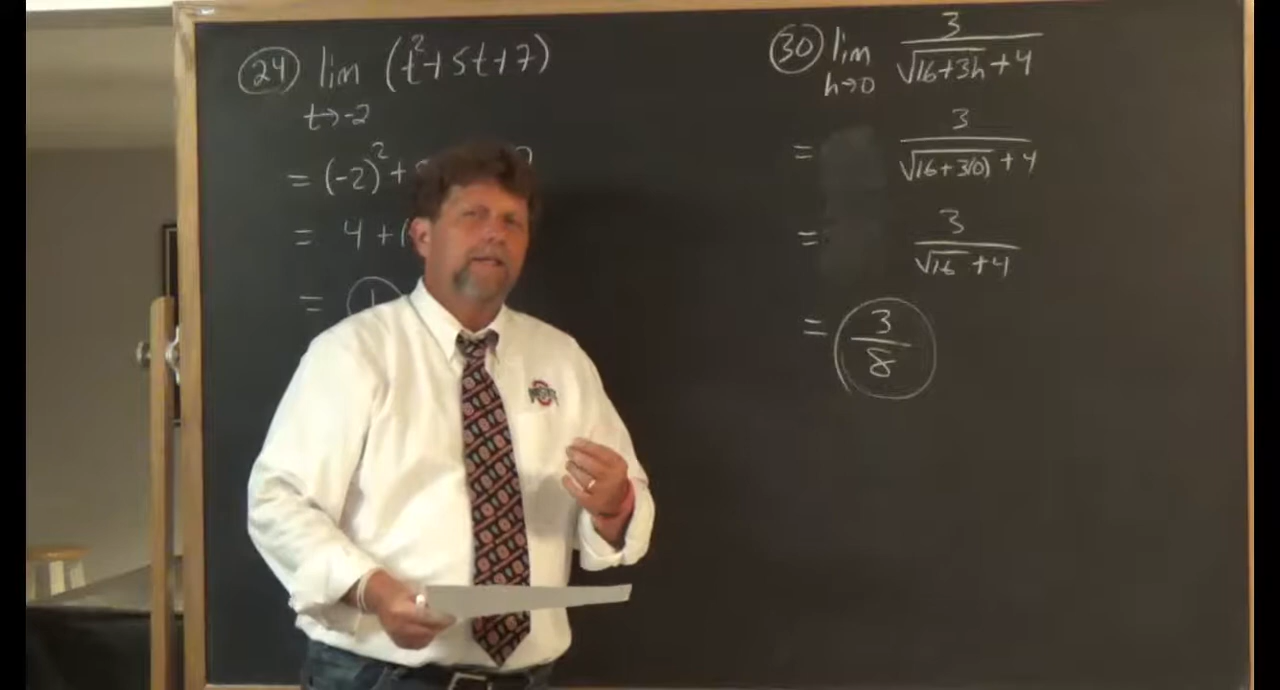 24 lim (t²+5t+7)
t→-2
= (-2)² +
= 4 + (
= 1
30 lim 3/(√16+3h + 4)
h→0
= 3/(√16+3(0) + 4)
= 3/(√16 + 4)
= 3/8